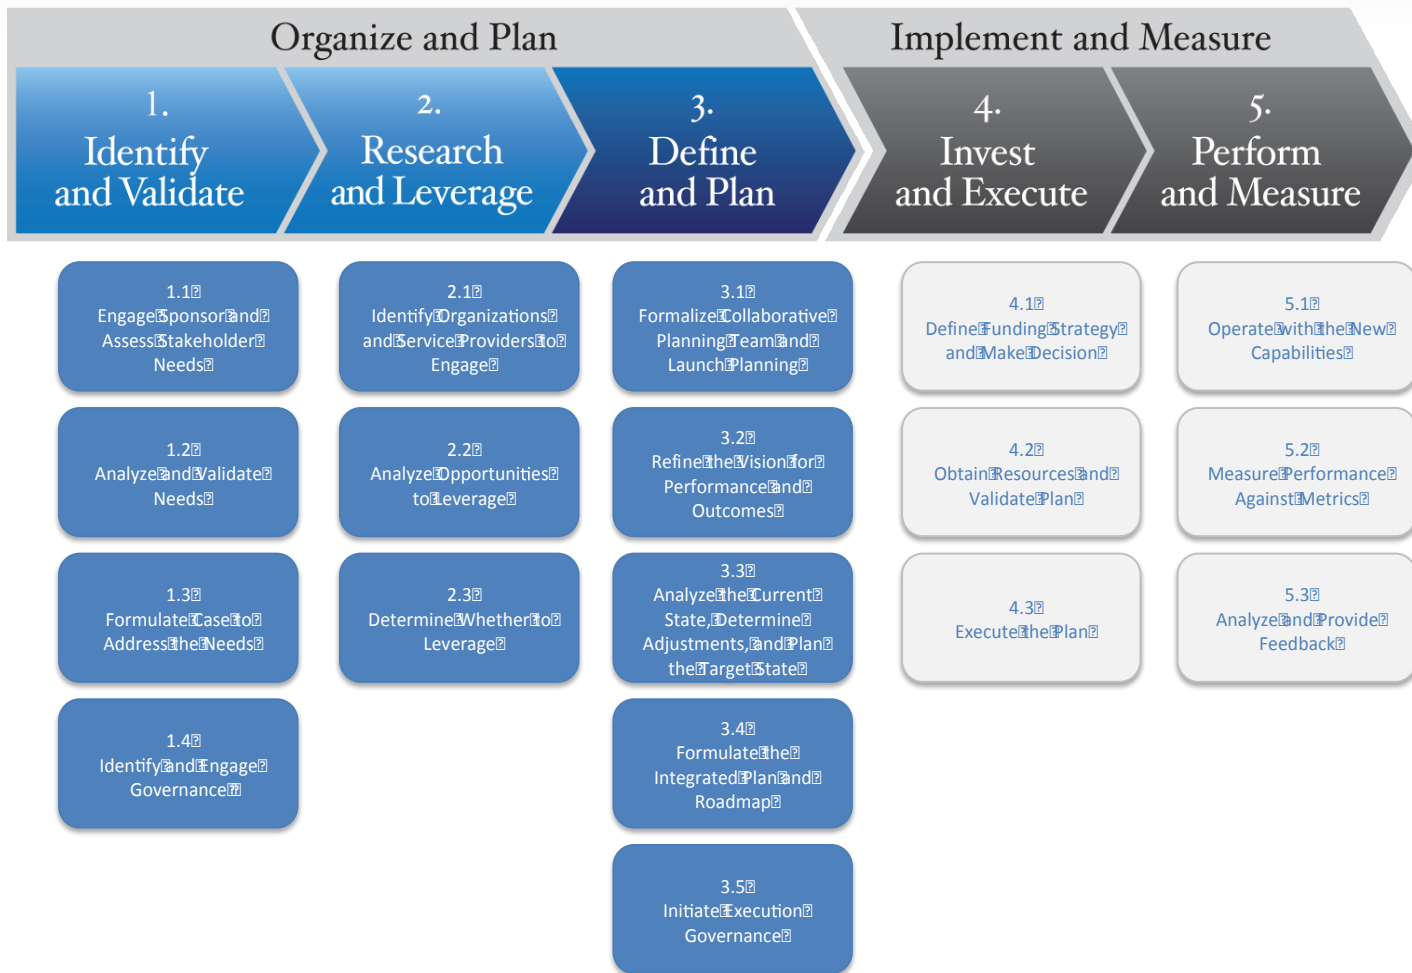 Organize and Plan
Implement and Measure
1.
Identify
and Validate
2.
Research
and Leverage
3.
Define
and Plan
4.
Invest
and Execute
5.
Perform
and Measure
1.1
Engage Sponsor and
Assess Stakeholder
Needs
1.2
Analyze and Validate
Needs
1.3
Formulate Case to
Address the Needs
1.4
Identify and Engage
Governance
2.1
Identify Organizations
and Service Providers to
Engage
2.2
Analyze Opportunities
to Leverage
2.3
Determine Whether to
Leverage
3.1
Formalize Collaborative
Planning Team and
Launch Planning
3.2
Refine the Vision for
Performance and
Outcomes
3.3
Analyze the Current
State, Determine
Adjustments, and Plan
the Target State
3.4
Formulate the
Integrated Plan and
Roadmap
3.5
Initiate Execution
Governance
4.1
Define Funding Strategy
and Make Decision
4.2
Obtain Resources and
Validate Plan
4.3
Execute the Plan
5.1
Operate with the New
Capabilities
5.2
Measure Performance
Against Metrics
5.3
Analyze and Provide
Feedback